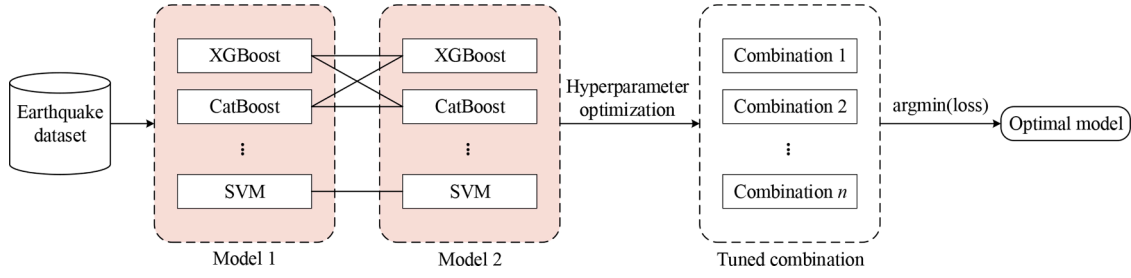 Earthquake
dataset
XGBoost
CatBoost
⋮
SVM
Model 1
XGBoost
CatBoost
⋮
SVM
Model 2
Hyperparameter
optimization
Combination 1
Combination 2
⋮
Combination n
Tuned combination
argmin(loss)
Optimal model